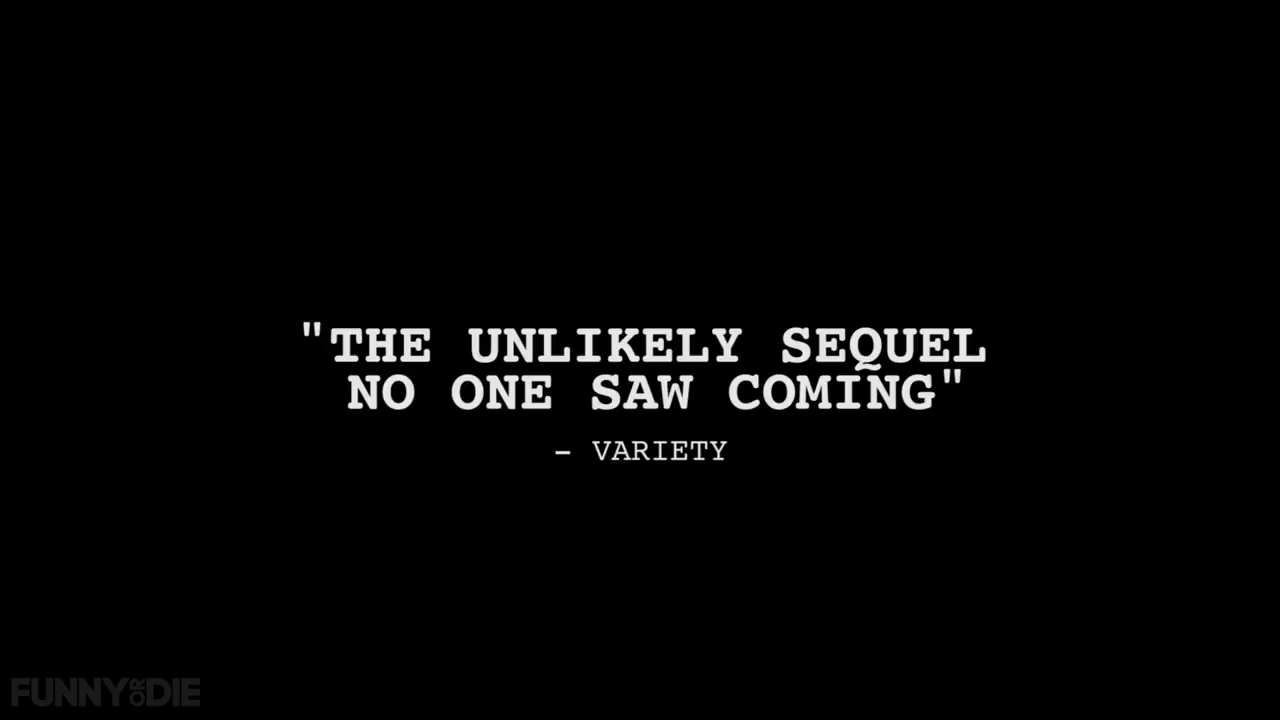 "THE UNLIKELY SEQUEL
NO ONE SAW COMING"
- VARIETY
FUNNY OR DIE